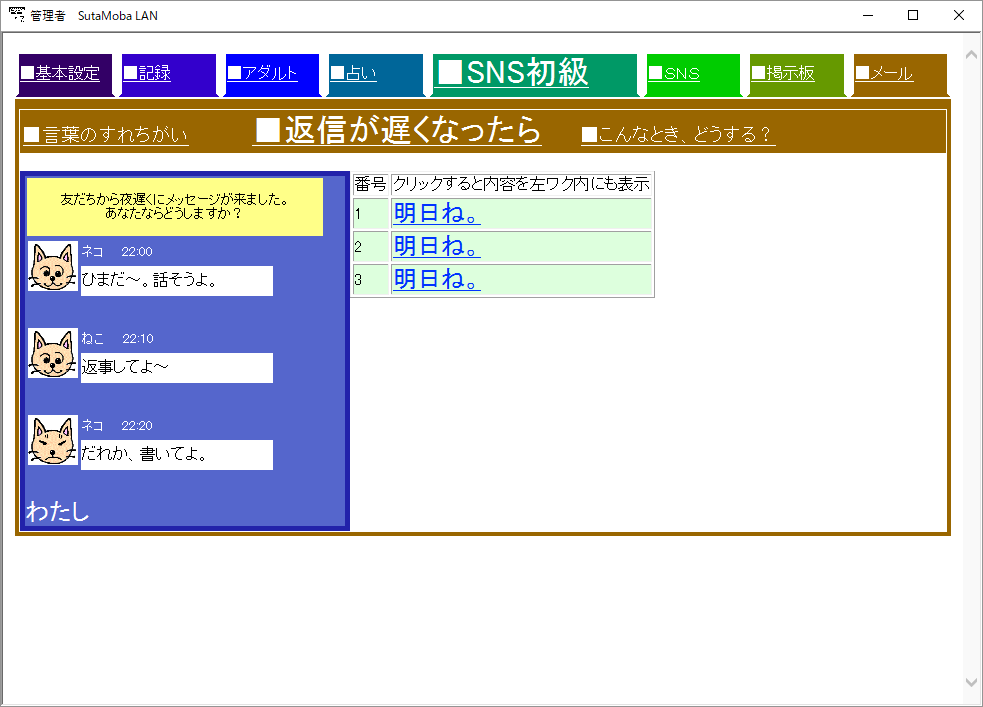 管理者 SutaMoba LAN
■基本設定 ■記録 ■アダルト ■占い ■SNS初級 ■SNS ■掲示板 ■メール
■言葉のすれちがい ■返信が遅くなったら ■こんなとき、どうする？
友だちから夜遅くにメッセージが来ました。
あなたならどうしますか？
ネコ 22:00
ひまだ～。話そうよ。
ねこ 22:10
返事してよ～
ネコ 22:20
だれか、書いてよ。
わたし
番号 クリックすると内容を左ワク内にも表示
1 明日ね。
2 明日ね。
3 明日ね。